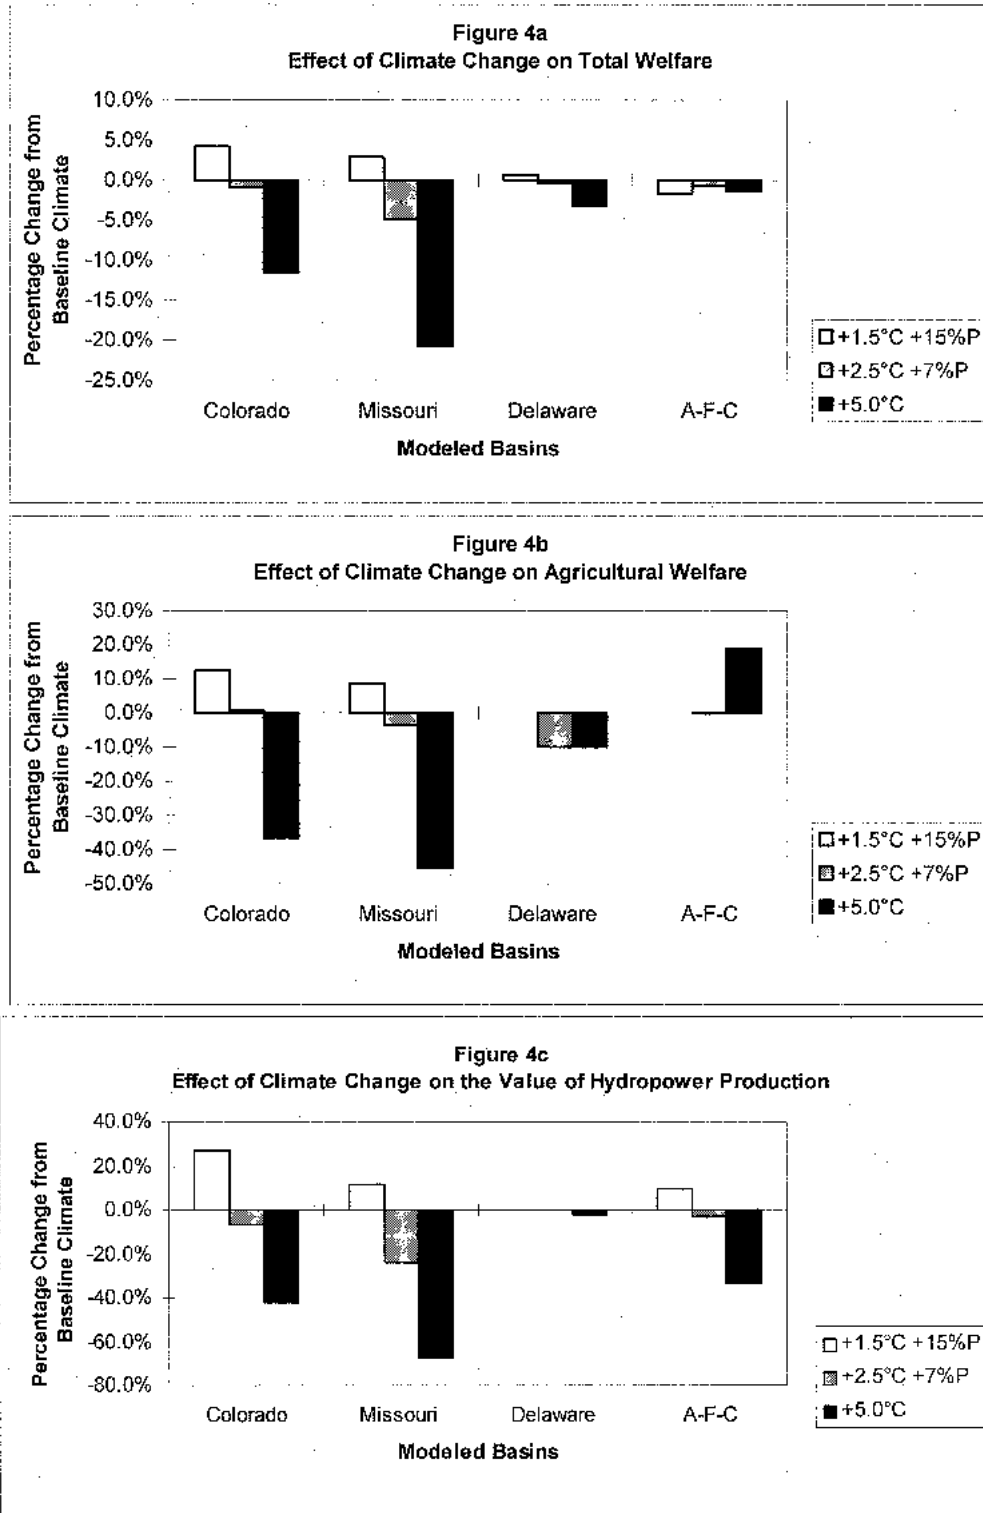 Figure 4a
Effect of Climate Change on Total Welfare
Percentage Change from
Baseline Climate
10.0%
5.0%
0.0%
-5.0%
-10.0%
-15.0%
-20.0%
-25.0%
Colorado Missouri Delaware A-F-C
Modeled Basins
+1.5°C +15%P
+2.5°C +7%P
+5.0°C
Figure 4b
Effect of Climate Change on Agricultural Welfare
Percentage Change from
Baseline Climate
30.0%
20.0%
10.0%
0.0%
-10.0%
-20.0%
-30.0%
-40.0%
-50.0%
Colorado Missouri Delaware A-F-C
Modeled Basins
+1.5°C +15%P
+2.5°C +7%P
+5.0°C
Figure 4c
Effect of Climate Change on the Value of Hydropower Production
Percentage Change from
Baseline Climate
40.0%
20.0%
0.0%
-20.0%
-40.0%
-60.0%
-80.0%
Colorado Missouri Delaware A-F-C
Modeled Basins
+1.5°C +15%P
+2.5°C +7%P
+5.0°C